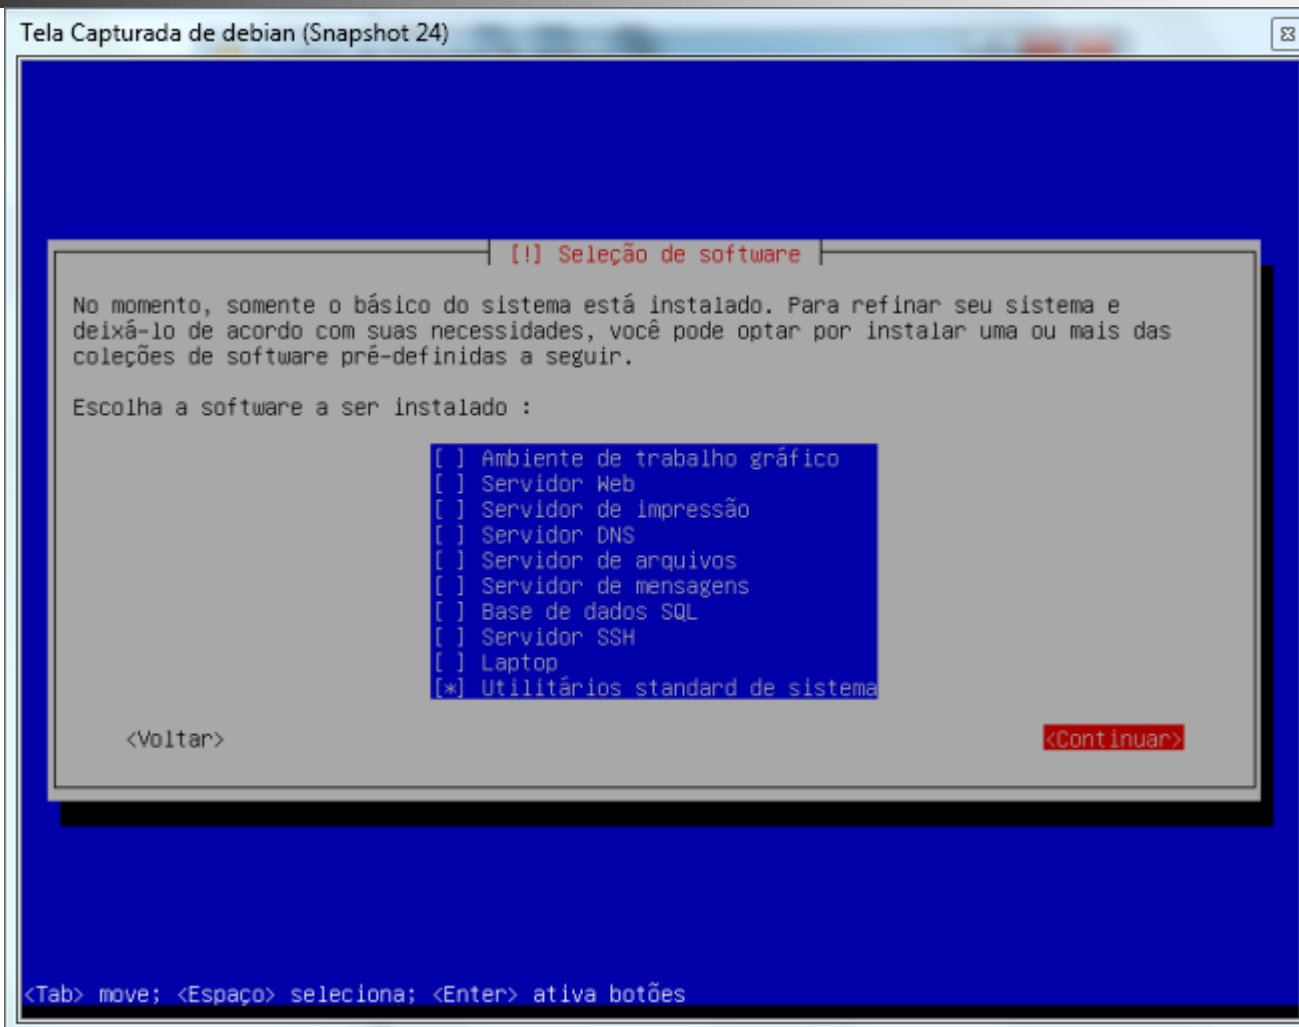 Tela Capturada de debian (Snapshot 24)
[!] Seleção de software
No momento, somente o básico do sistema está instalado. Para refinar seu sistema e
deixá-lo de acordo com suas necessidades, você pode optar por instalar uma ou mais das
coleções de software pré-definidas a seguir.
Escolha a software a ser instalado :
[ ] Ambiente de trabalho gráfico
[ ] Servidor Web
[ ] Servidor de impressão
[ ] Servidor DNS
[ ] Servidor de arquivos
[ ] Servidor de mensagens
[ ] Base de dados SQL
[ ] Servidor SSH
[ ] Laptop
[*] Utilitários standard de sistema
<Voltar> <Continuar>
<Tab> move; <Espaço> seleciona; <Enter> ativa botões